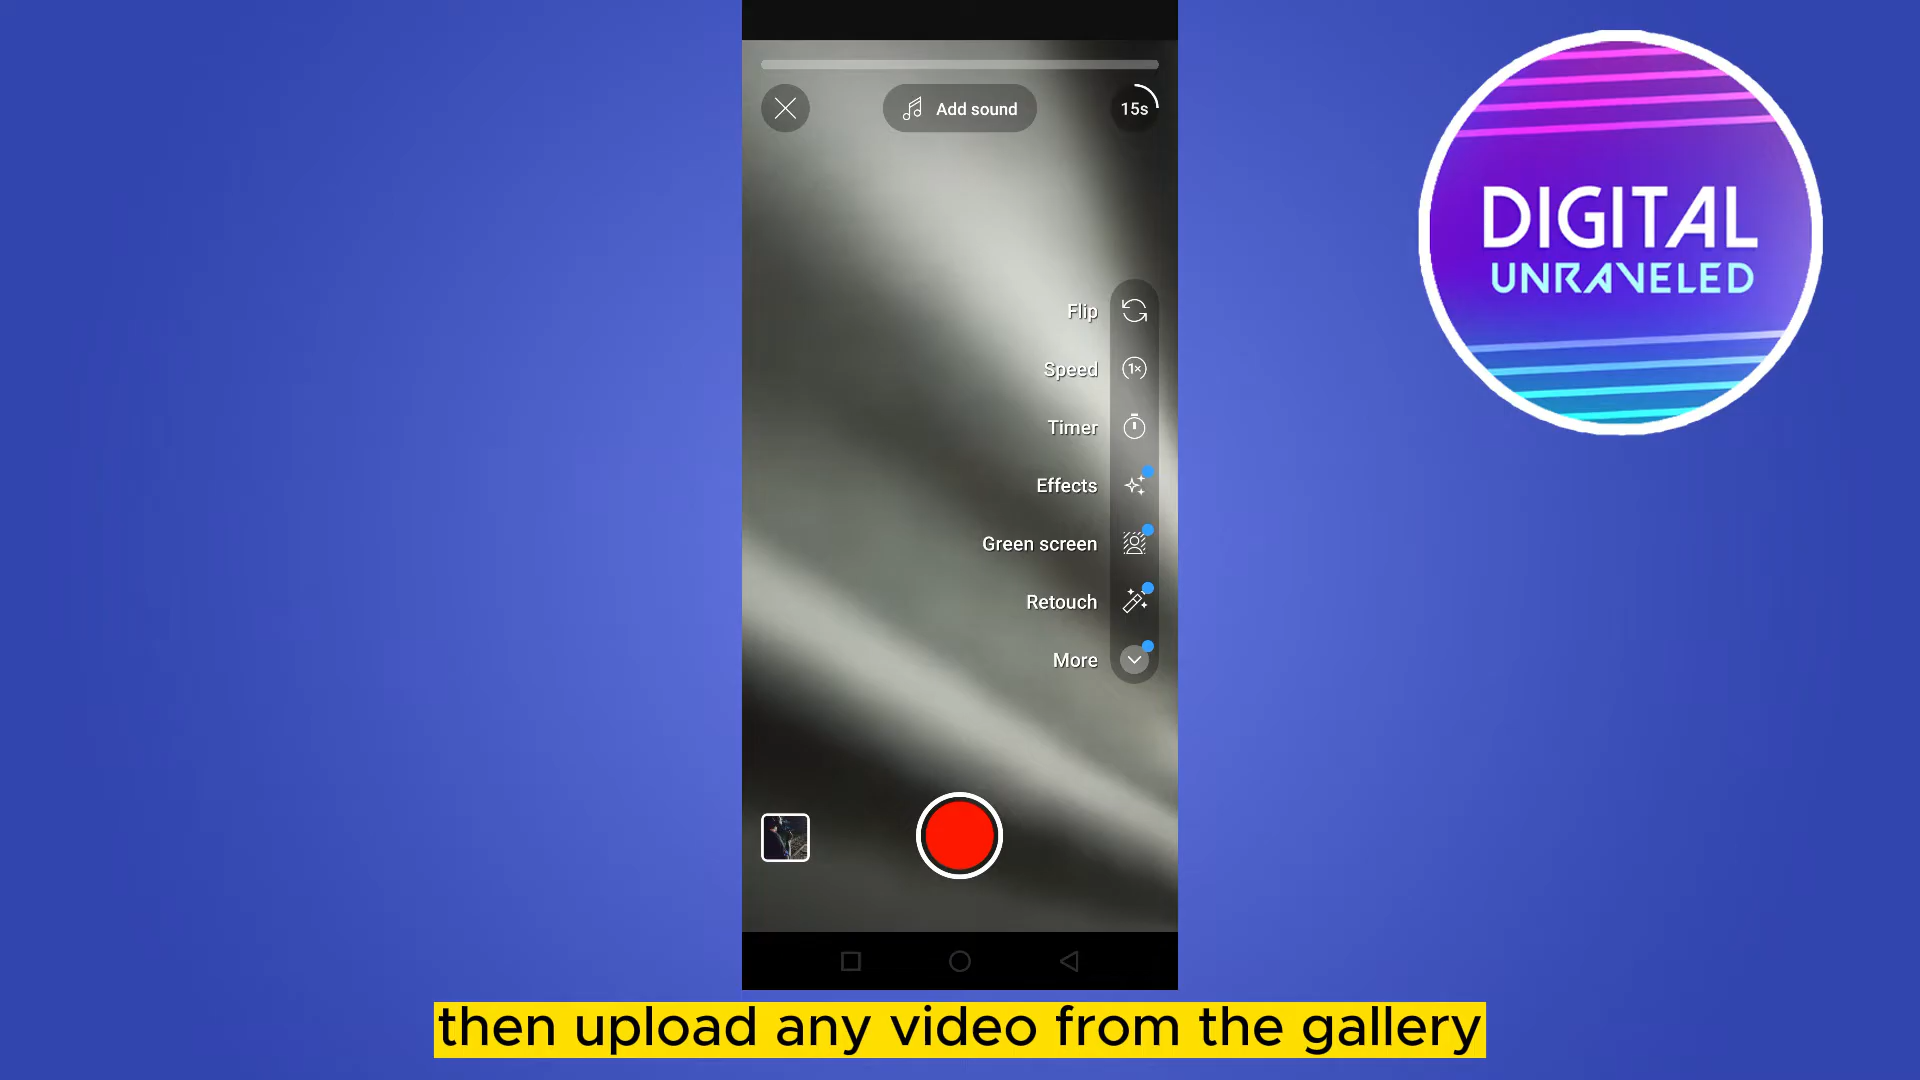 Add sound
15s
DIGITAL
UNRAVELED
Flip
Speed
1×
Timer
Effects
Green screen
Retouch
More
then upload any video from the gallery